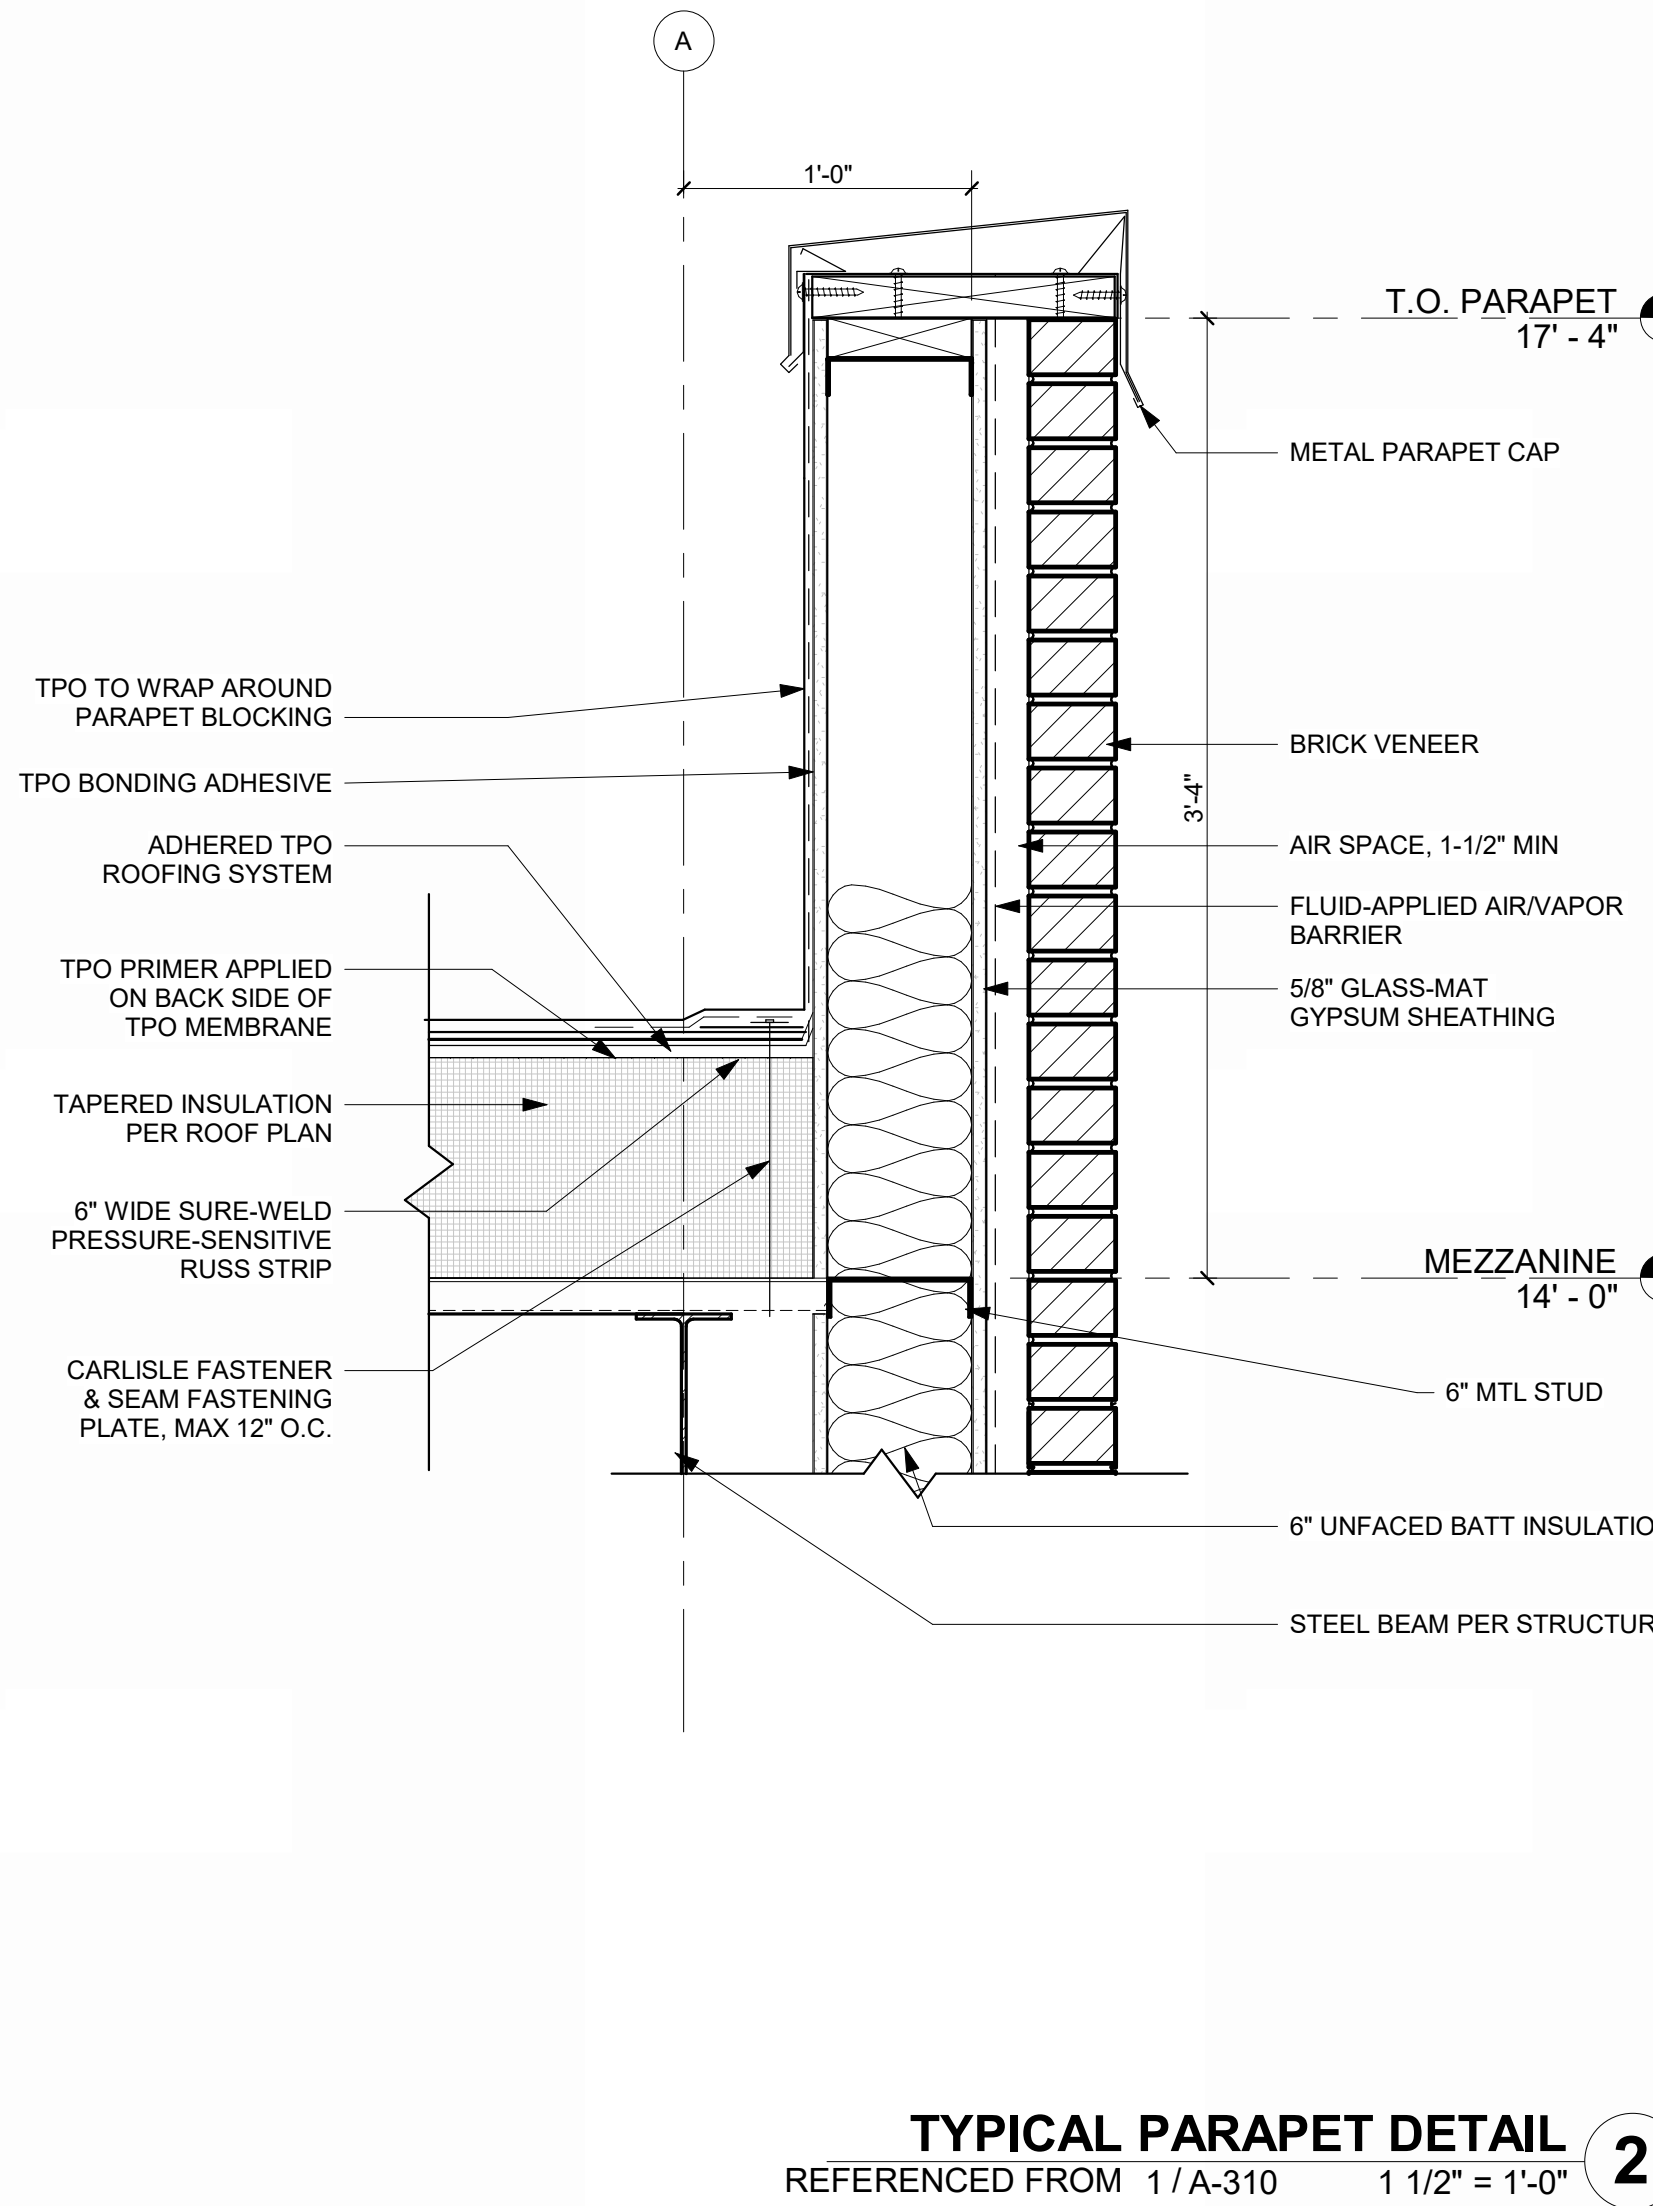 A
1'-0"
T.O. PARAPET
17' - 4"
METAL PARAPET CAP
TPO TO WRAP AROUND
PARAPET BLOCKING
BRICK VENEER
TPO BONDING ADHESIVE
3'-4"
ADHERED TPO
ROOFING SYSTEM
AIR SPACE, 1-1/2" MIN
FLUID-APPLIED AIR/VAPOR
BARRIER
TPO PRIMER APPLIED
ON BACK SIDE OF
TPO MEMBRANE
5/8" GLASS-MAT
GYPSUM SHEATHING
TAPERED INSULATION
PER ROOF PLAN
6" WIDE SURE-WELD
PRESSURE-SENSITIVE
RUSS STRIP
MEZZANINE
14' - 0"
CARLISLE FASTENER
& SEAM FASTENING
PLATE, MAX 12" O.C.
6" MTL STUD
6" UNFACED BATT INSULATIO
STEEL BEAM PER STRUCTUR
TYPICAL PARAPET DETAIL
2
REFERENCED FROM 1 / A-310 1 1/2" = 1'-0"